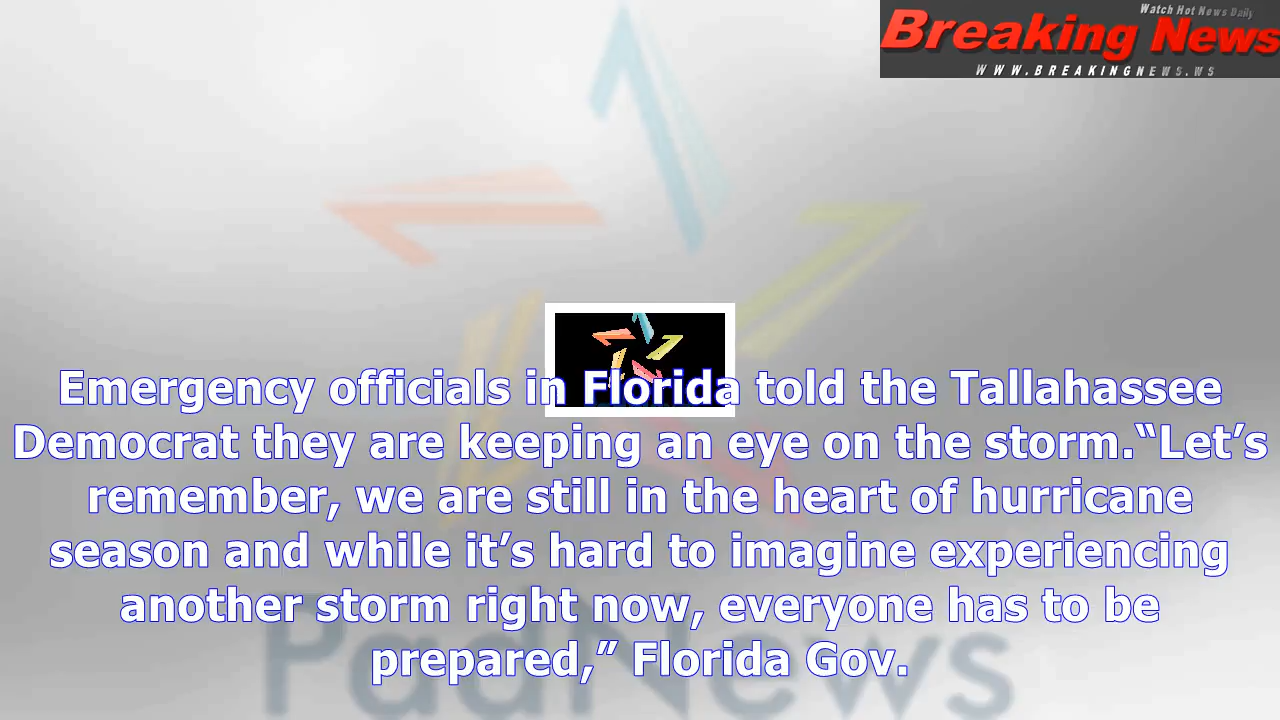 Watch Hot News Daily
Breaking News
WWW.BREAKINGNEWS.WS
Emergency officials in Florida told the Tallahassee
Democrat they are keeping an eye on the storm.“Let’s
remember, we are still in the heart of hurricane
season and while it’s hard to imagine experiencing
another storm right now, everyone has to be
prepared,” Florida Gov.
PadNews